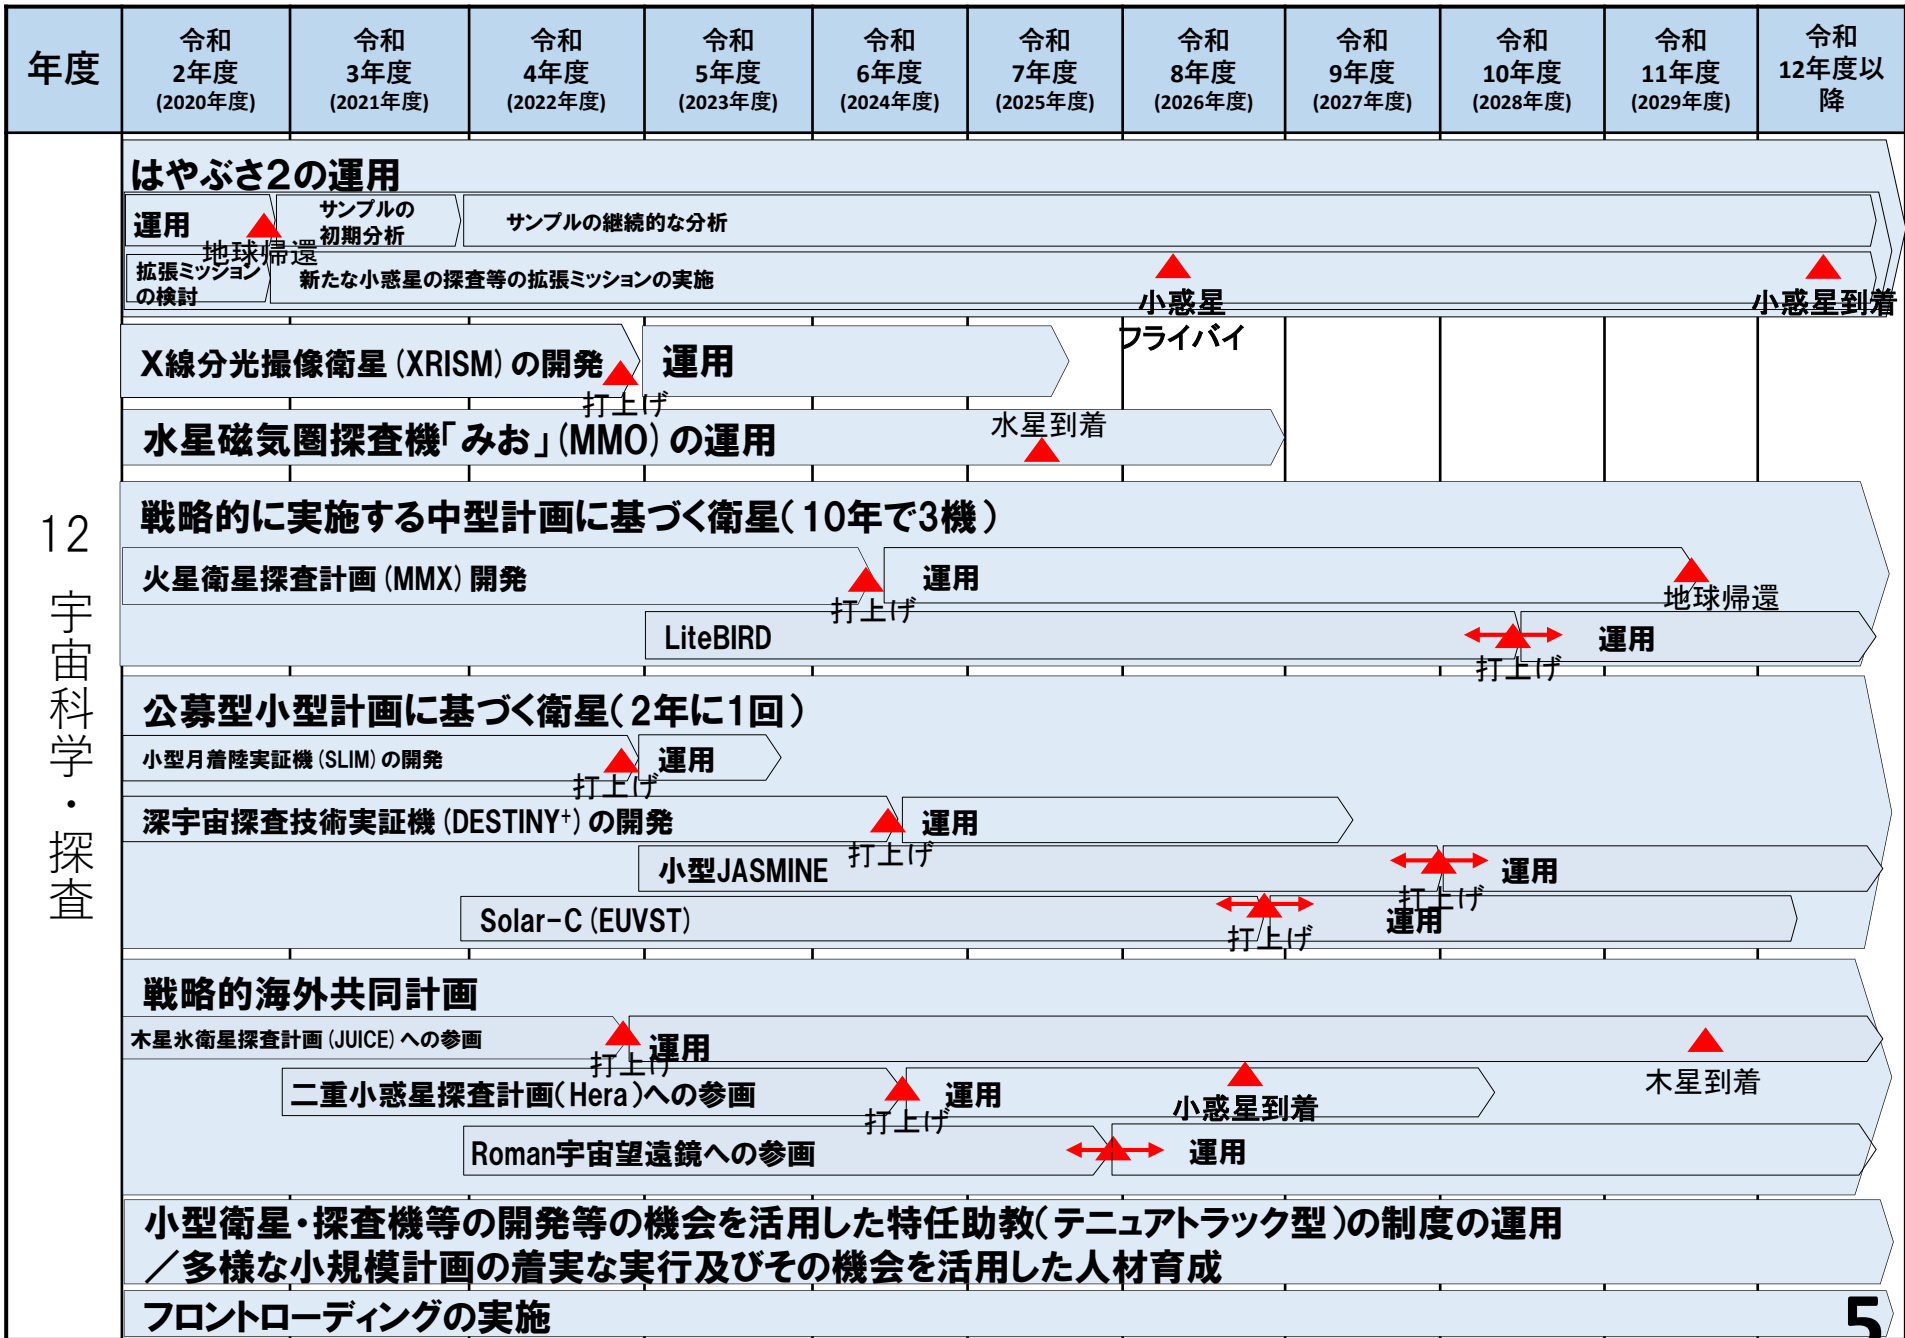 年度
令和
2年度
(2020年度)
令和
3年度
(2021年度)
令和
4年度
(2022年度)
令和
5年度
(2023年度)
令和
6年度
(2024年度)
令和
7年度
(2025年度)
令和
8年度
(2026年度)
令和
9年度
(2027年度)
令和
10年度
(2028年度)
令和
11年度
(2029年度)
令和
12年度以
降
12 宇宙科学・探査
はやぶさ2の運用
運用
地球帰還
サンプルの
初期分析
サンプルの継続的な分析
拡張ミッション
の検討
新たな小惑星の探査等の拡張ミッションの実施
小惑星
フライバイ
小惑星到着
X線分光撮像衛星(XRISM)の開発
打上げ
運用
水星磁気圏探査機「みお」(MMO)の運用
水星到着
戦略的に実施する中型計画に基づく衛星(10年で3機)
火星衛星探査計画(MMX)開発
打上げ
運用
地球帰還
LiteBIRD
打上げ
運用
公募型小型計画に基づく衛星(2年に1回)
小型月着陸実証機(SLIM)の開発
打上げ
運用
深宇宙探査技術実証機(DESTINY+)の開発
打上げ
運用
小型JASMINE
打上げ
運用
Solar-C(EUVST)
打上げ
運用
戦略的海外共同計画
木星氷衛星探査計画(JUICE)への参画
打上げ
運用
木星到着
二重小惑星探査計画(Hera)への参画
打上げ
運用
小惑星到着
Roman宇宙望遠鏡への参画
運用
小型衛星・探査機等の開発等の機会を活用した特任助教(テニュアトラック型)の制度の運用
/多様な小規模計画の着実な実行及びその機会を活用した人材育成
フロントローディングの実施
5